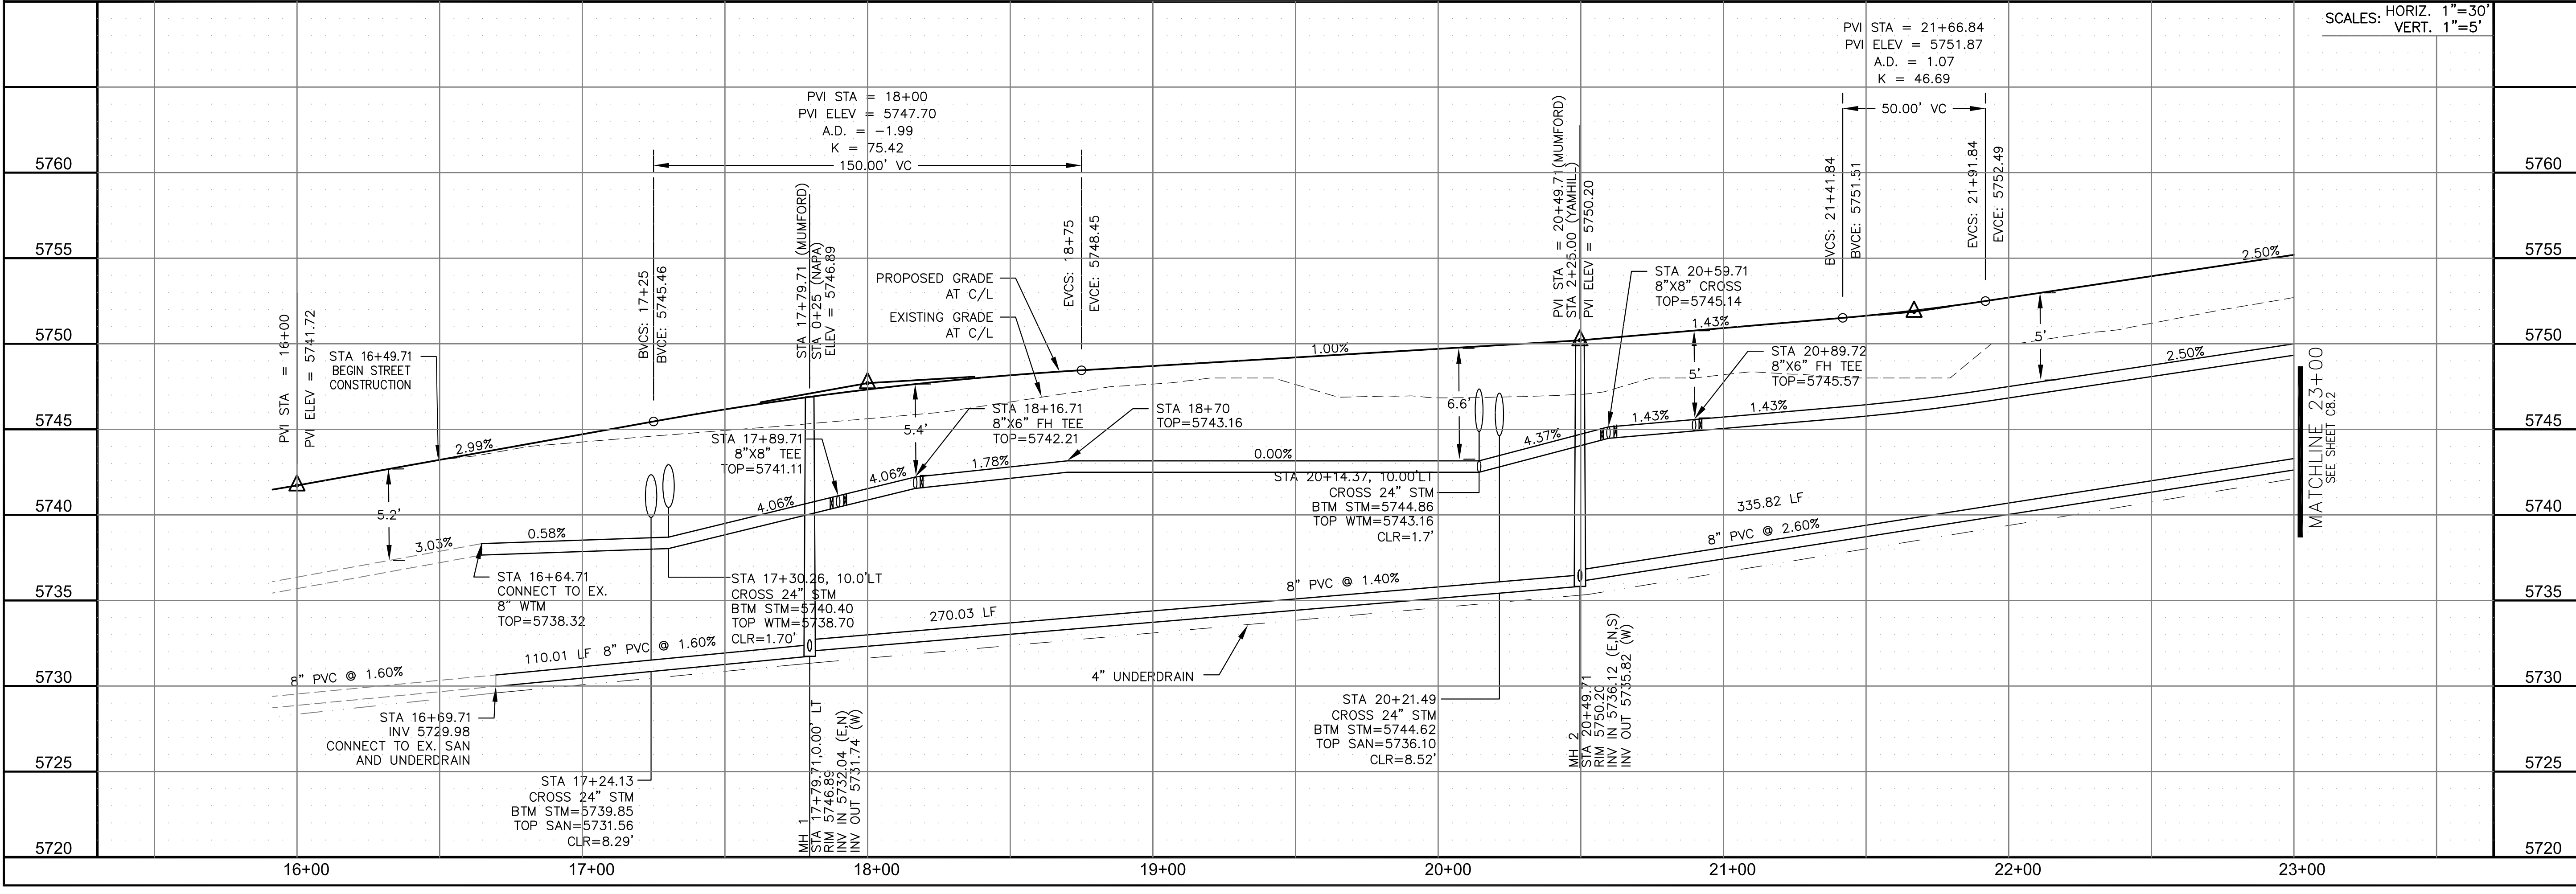 SCALES: HORIZ. 1"=30'
VERT. 1"=5'
PVI STA = 21+66.84
PVI ELEV = 5751.87
A.D. = 1.07
K = 46.69
50.00' VC
PVI STA = 18+00
PVI ELEV = 5747.70
A.D. = -1.99
K = 75.42
150.00' VC
5760
5755
5750
5745
5740
5735
5730
5725
5720
5760
5755
5750
5745
5740
5735
5730
5725
5720
PVI STA = 16+00
PVI ELEV = 5741.72
STA 16+49.71
BEGIN STREET
CONSTRUCTION
2.99%
BVCS: 17+25
BVCE: 5745.46
STA 17+79.71 (MUMFORD)
STA 0+25 (NAPA)
ELEV = 5746.89
EVCS: 18+75
EVCE: 5748.45
PROPOSED GRADE
AT C/L
EXISTING GRADE
AT C/L
1.00%
PVI STA = 20+49.71(MUMFORD)
STA 2+25.00 (YAMHILL)
PVI ELEV = 5750.20
STA 20+59.71
8"X8" CROSS
TOP=5745.14
1.43%
BVCS: 21+41.84
BVCE: 5751.51
EVCS: 21+91.84
EVCE: 5752.49
2.50%
5.2'
3.03%
0.58%
STA 16+64.71
CONNECT TO EX.
8" WTM
TOP=5738.32
STA 17+89.71
8"X8" TEE
TOP=5741.11
4.06%
4.06%
5.4'
STA 18+16.71
8"X6" FH TEE
TOP=5742.21
1.78%
STA 18+70
TOP=5743.16
0.00%
6.6'
4.37%
STA 20+14.37, 10.00'LT
CROSS 24" STM
BTM STM=5744.86
TOP WTM=5743.16
CLR=1.7'
1.43%
5'
STA 20+89.72
8"X6" FH TEE
TOP=5745.57
1.43%
5'
2.50%
MATCHLINE 23+00
SEE SHEET C8.2
STA 17+30.26, 10.0'LT
CROSS 24" STM
BTM STM=5740.40
TOP WTM=5738.70
CLR=1.70'
8" PVC @ 1.60%
110.01 LF 8" PVC @ 1.60%
270.03 LF
8" PVC @ 1.40%
335.82 LF
8" PVC @ 2.60%
4" UNDERDRAIN
STA 16+69.71
INV 5729.98
CONNECT TO EX. SAN
AND UNDERDRAIN
STA 17+24.13
CROSS 24" STM
BTM STM=5739.85
TOP SAN=5731.56
CLR=8.29'
MH 1
STA 17+79.71,0.00' LT
RIM 5746.89
INV IN 5732.04 (E,N)
INV OUT 5731.74 (W)
STA 20+21.49
CROSS 24" STM
BTM STM=5744.62
TOP SAN=5736.10
CLR=8.52'
MH 2
STA 20+49.71
RIM 5750.20
INV IN 5736.12 (E,N,S)
INV OUT 5735.82 (W)
16+00
17+00
18+00
19+00
20+00
21+00
22+00
23+00